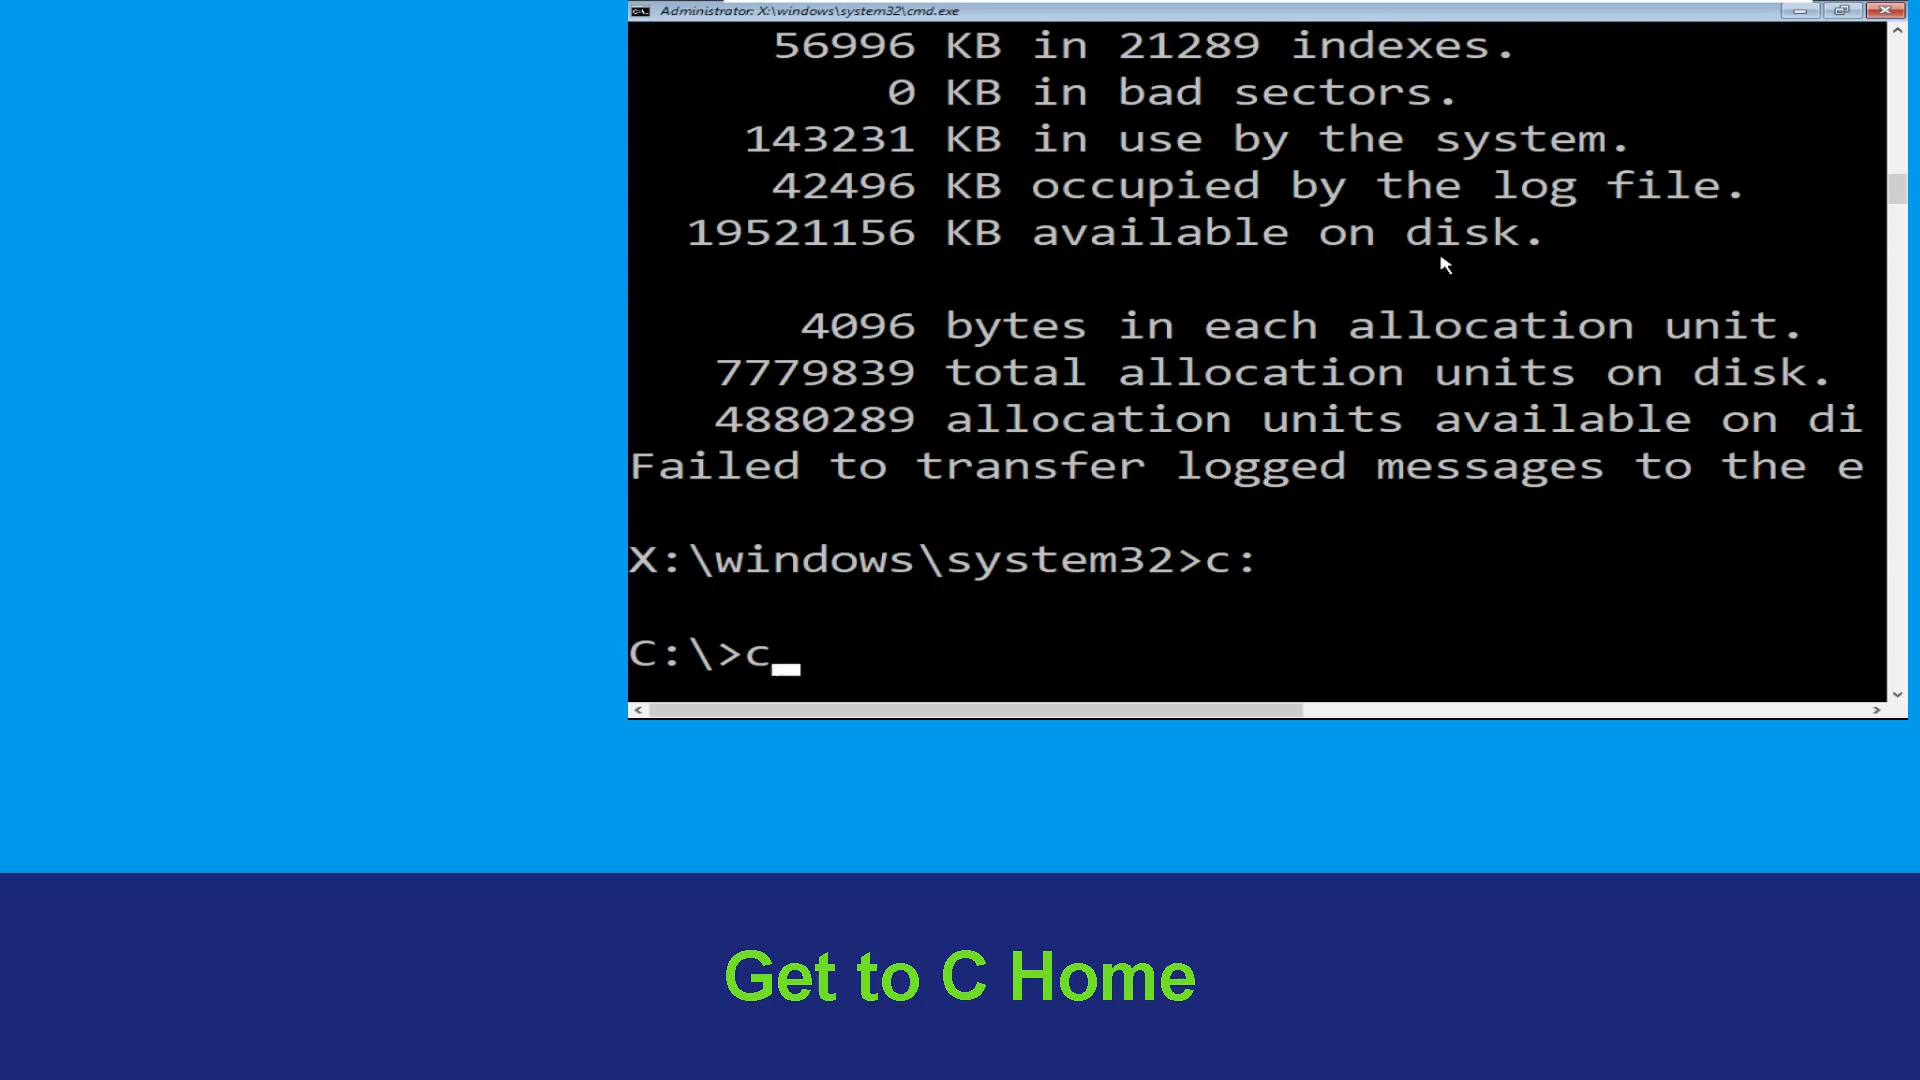 Administrator: X:\windows\system32\cmd.exe
56996 KB in 21289 indexes.
0 KB in bad sectors.
143231 KB in use by the system.
42496 KB occupied by the log file.
19521156 KB available on disk.
4096 bytes in each allocation unit.
7779839 total allocation units on disk.
4880289 allocation units available on di
Failed to transfer logged messages to the e
X:\windows\system32>c:
C:\>c
Get to C Home